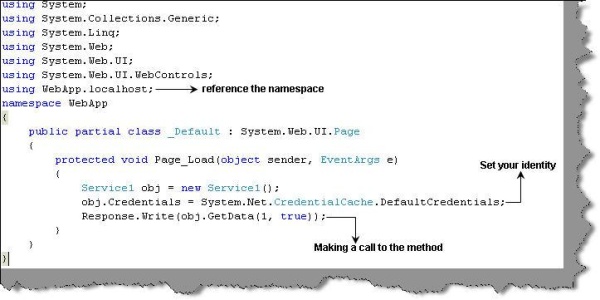 using System;
using System.Collections.Generic;
using System.Linq;
using System.Web;
using System.Web.UI;
using System.Web.UI.WebControls;
using WebApp.localhost; reference the namespace
namespace WebApp
{
public partial class _Default : System.Web.UI.Page
{
protected void Page_Load(object sender, EventArgs e)
Set your identity
{
Service1 obj = new Service1();
obj.Credentials = System.Net.CredentialCache.DefaultCredentials;
Response.Write(obj.GetData(1, true));
}
Making a call to the method
}
}